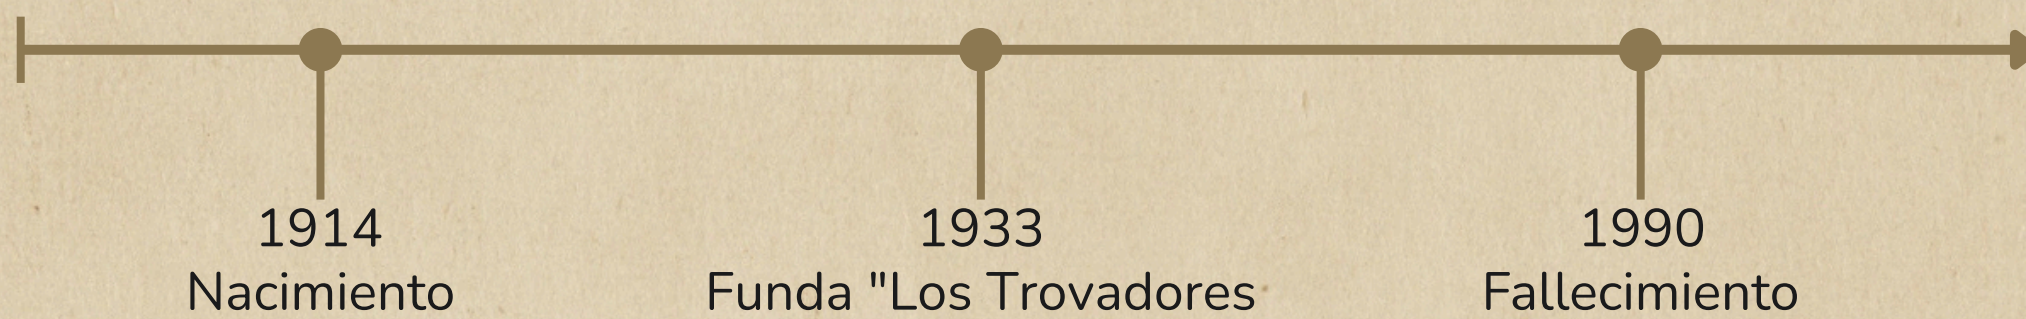 1914
Nacimiento
1933
Funda "Los Trovadores
1990
Fallecimiento